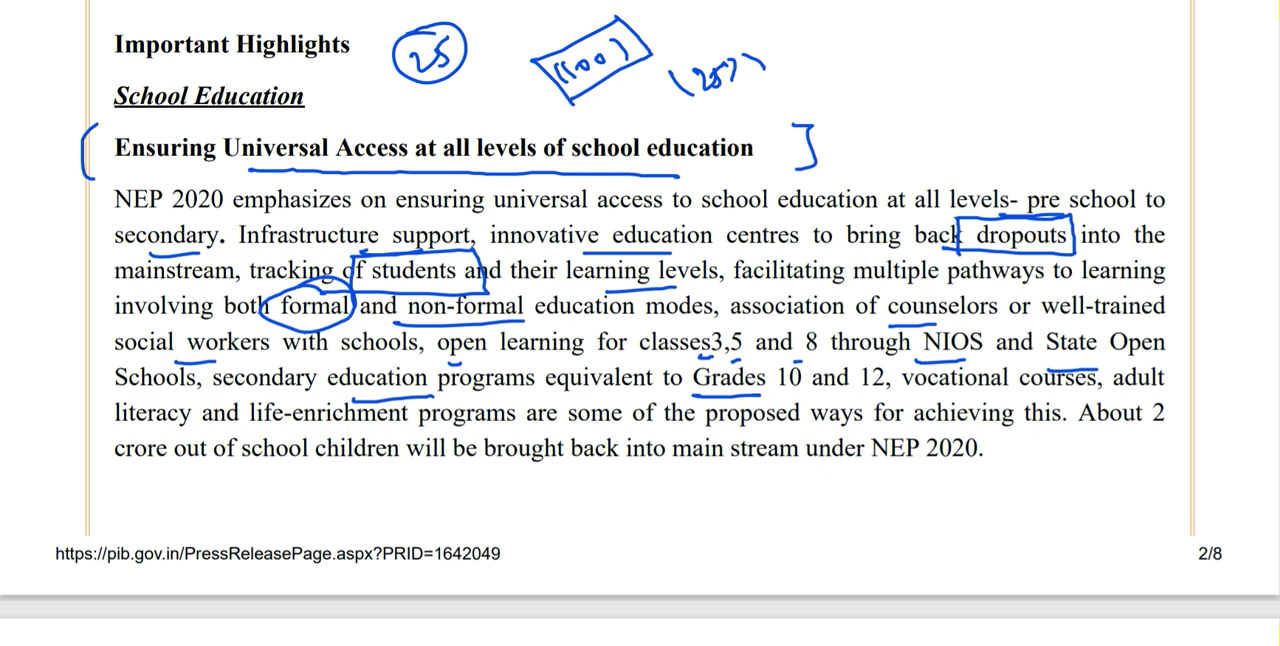 Important Highlights
25
(100)
School Education
Ensuring Universal Access at all levels of school education
NEP 2020 emphasizes on ensuring universal access to school education at all levels- pre school to
secondary. Infrastructure support, innovative education centres to bring back dropouts into the
mainstream, tracking of students and their learning levels, facilitating multiple pathways to learning
involving both formal and non-formal education modes, association of counselors or well-trained
social workers with schools, open learning for classes3,5 and 8 through NIOS and State Open
Schools, secondary education programs equivalent to Grades 10 and 12, vocational courses, adult
literacy and life-enrichment programs are some of the proposed ways for achieving this. About 2
crore out of school children will be brought back into main stream under NEP 2020.
https://pib.gov.in/PressReleasePage.aspx?PRID=1642049 2/8